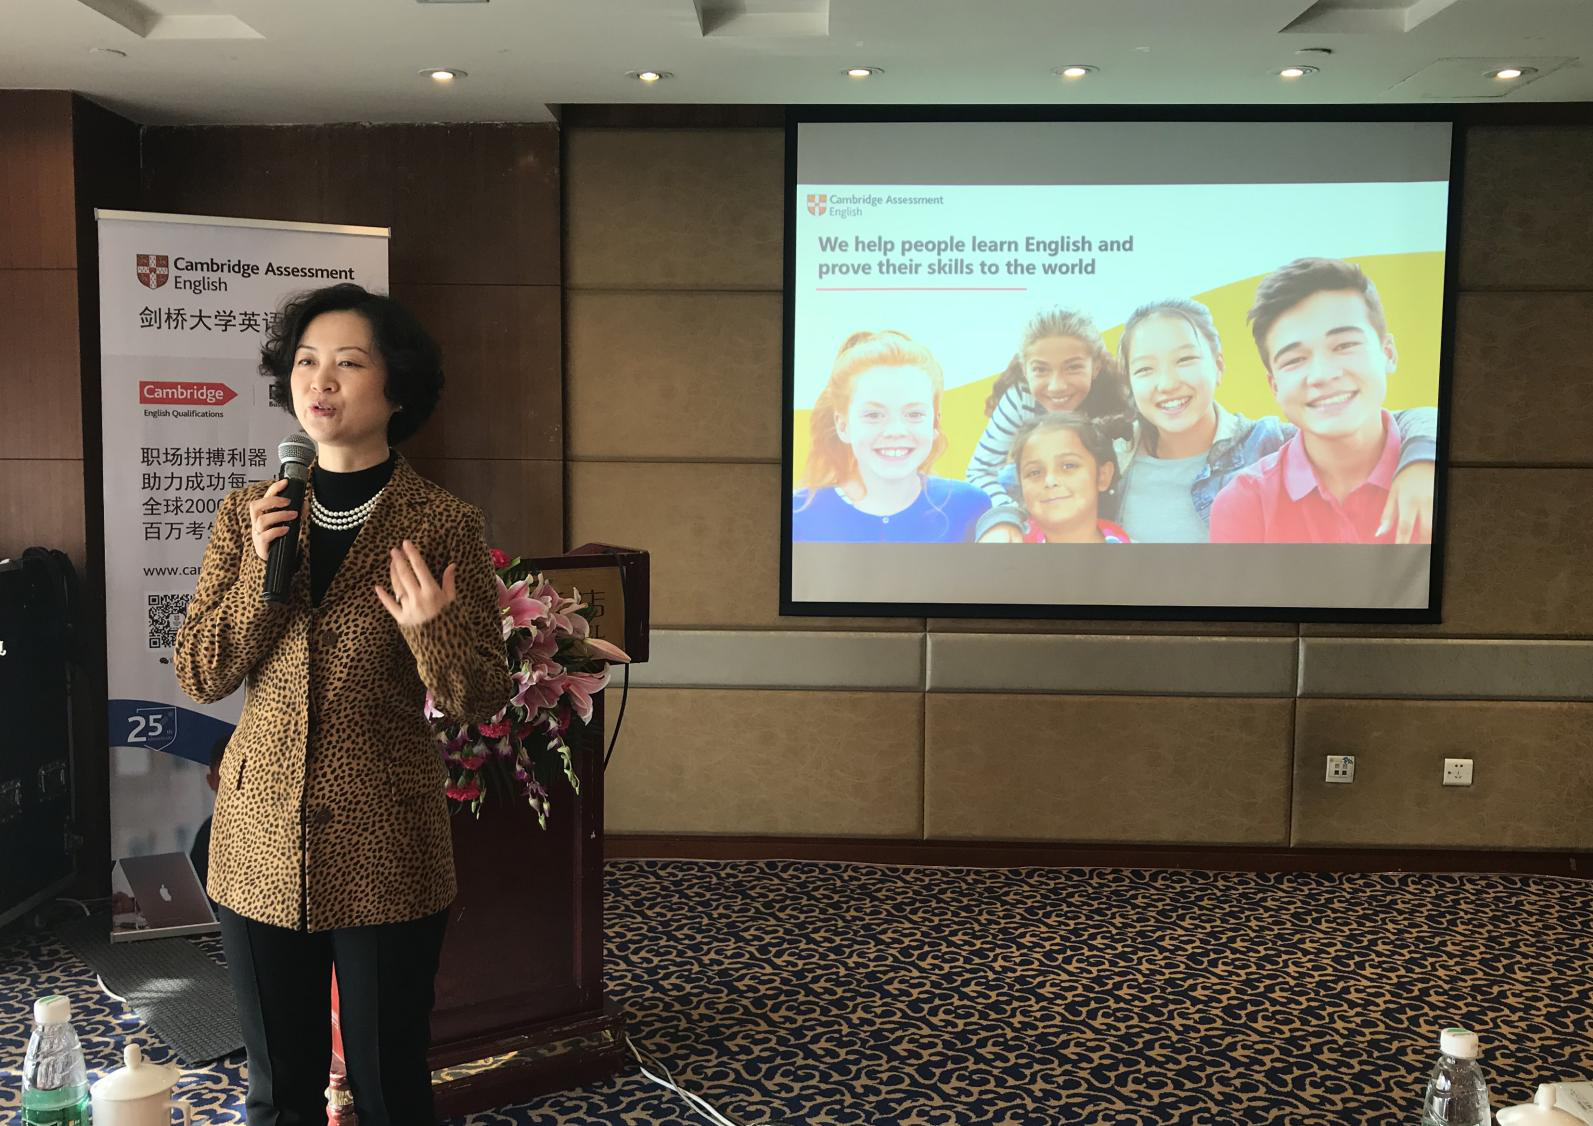 Cambridge Assessment
English
剑桥大学英语
Cambridge
English Qualifications
职场拼搏利器
助力成功每一
全球200
百万考生
www.ca
25
Cambridge Assessment
English
We help people learn English and
prove their skills to the world